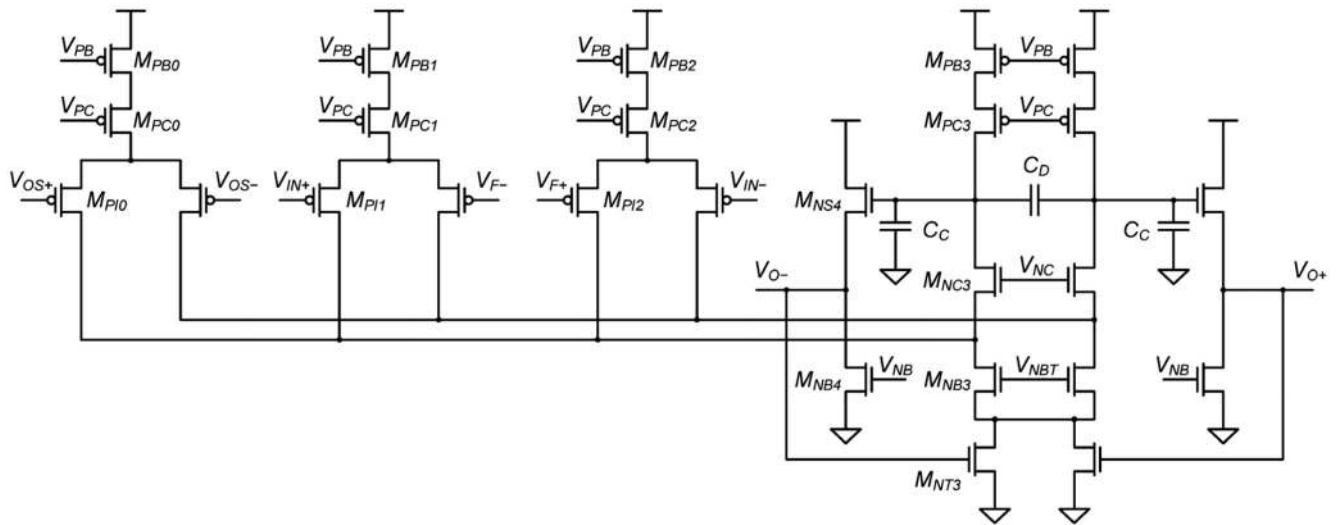 V_PB M_PB0 V_PB M_PB1 V_PB M_PB2 M_PB3 V_PB
V_PC M_PC0 V_PC M_PC1 V_PC M_PC2 M_PC3 V_PC
V_OS+ M_PI0 V_OS− V_IN+ M_PI1 V_F− V_F+ M_PI2 V_IN− M_NS4 C_D
C_C C_C
V_O− M_NC3 V_NC V_O+
M_NB4 V_NB M_NB3 V_NBT V_NB
M_NT3